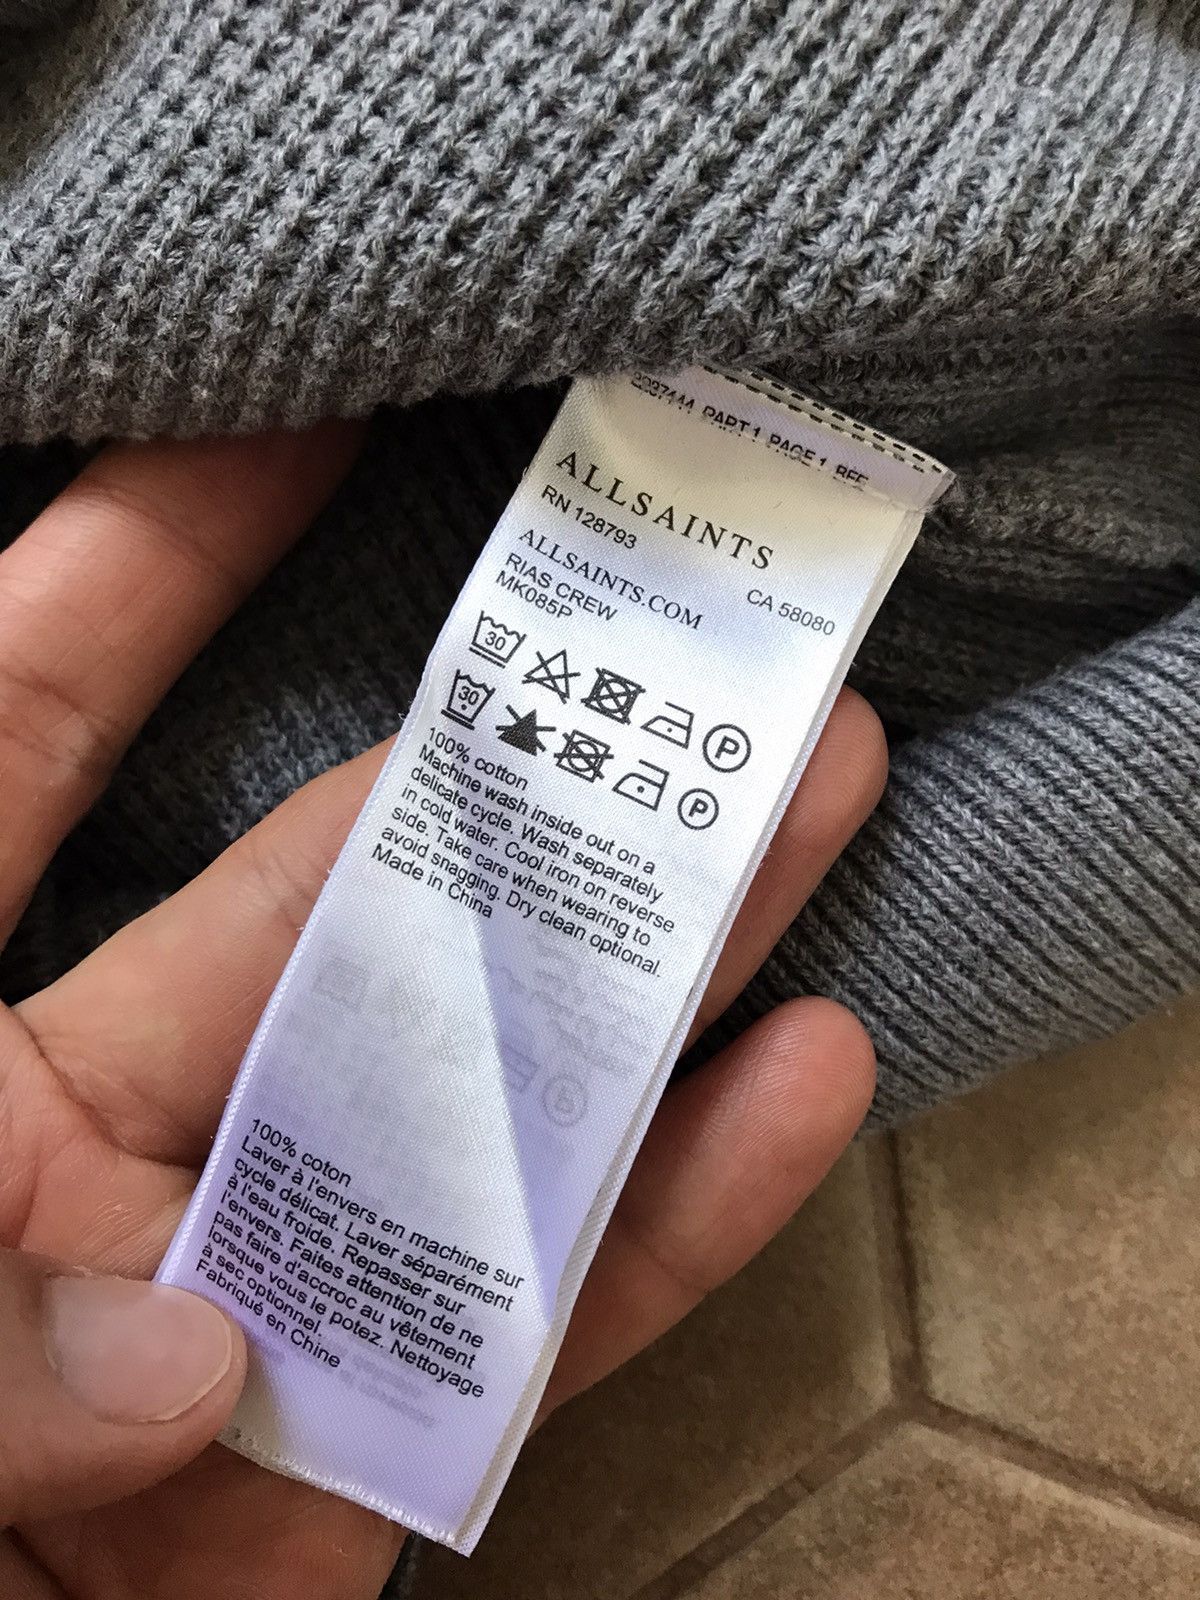 PART 1 PAGE 1
ALLSAINTS
RN 128793
CA 58080
ALLSAINTS.COM
RIAS CREW
MK085P
30
P
30
P
100% cotton
Machine wash inside out on a
delicate cycle. Wash separately
in cold water. Cool iron on reverse
side. Take care when wearing to
avoid snagging. Dry clean optional.
Made in China
100% coton
Laver à l'envers en machine sur
cycle délicat. Laver séparément
à l'eau froide. Repasser sur
l'envers. Faites attention de ne
pas faire d'accroc au vêtement
lorsque vous le potez. Nettoyage
à sec optionnel.
Fabriqué en Chine